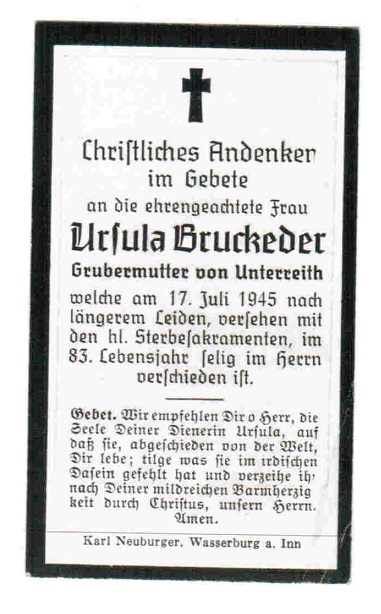 Chriſtliches Andenken
im Gebete
an die ehrengeachtete Frau
Urſula Bruckeder
Grubermutter von Unterreith
welche am 17. Juli 1945 nach
längerem Leiden, verſehen mit
den hl. Sterbeſakramenten, im
83. Lebensjahr ſelig im Herrn
verſchieden iſt.
Gebet. Wir empfehlen Dir o Herr, die
Seele Deiner Dienerin Urſula, auf
daß ſie, abgeſchieden von der Welt,
Dir lebe; tilge was ſie im irdiſchen
Daſein gefehlt hat und verzeihe ih'
nach Deiner mildreichen Barmherzig
keit durch Chriſtus, unſern Herrn.
Amen.
Karl Neuburger, Wasserburg a. Inn